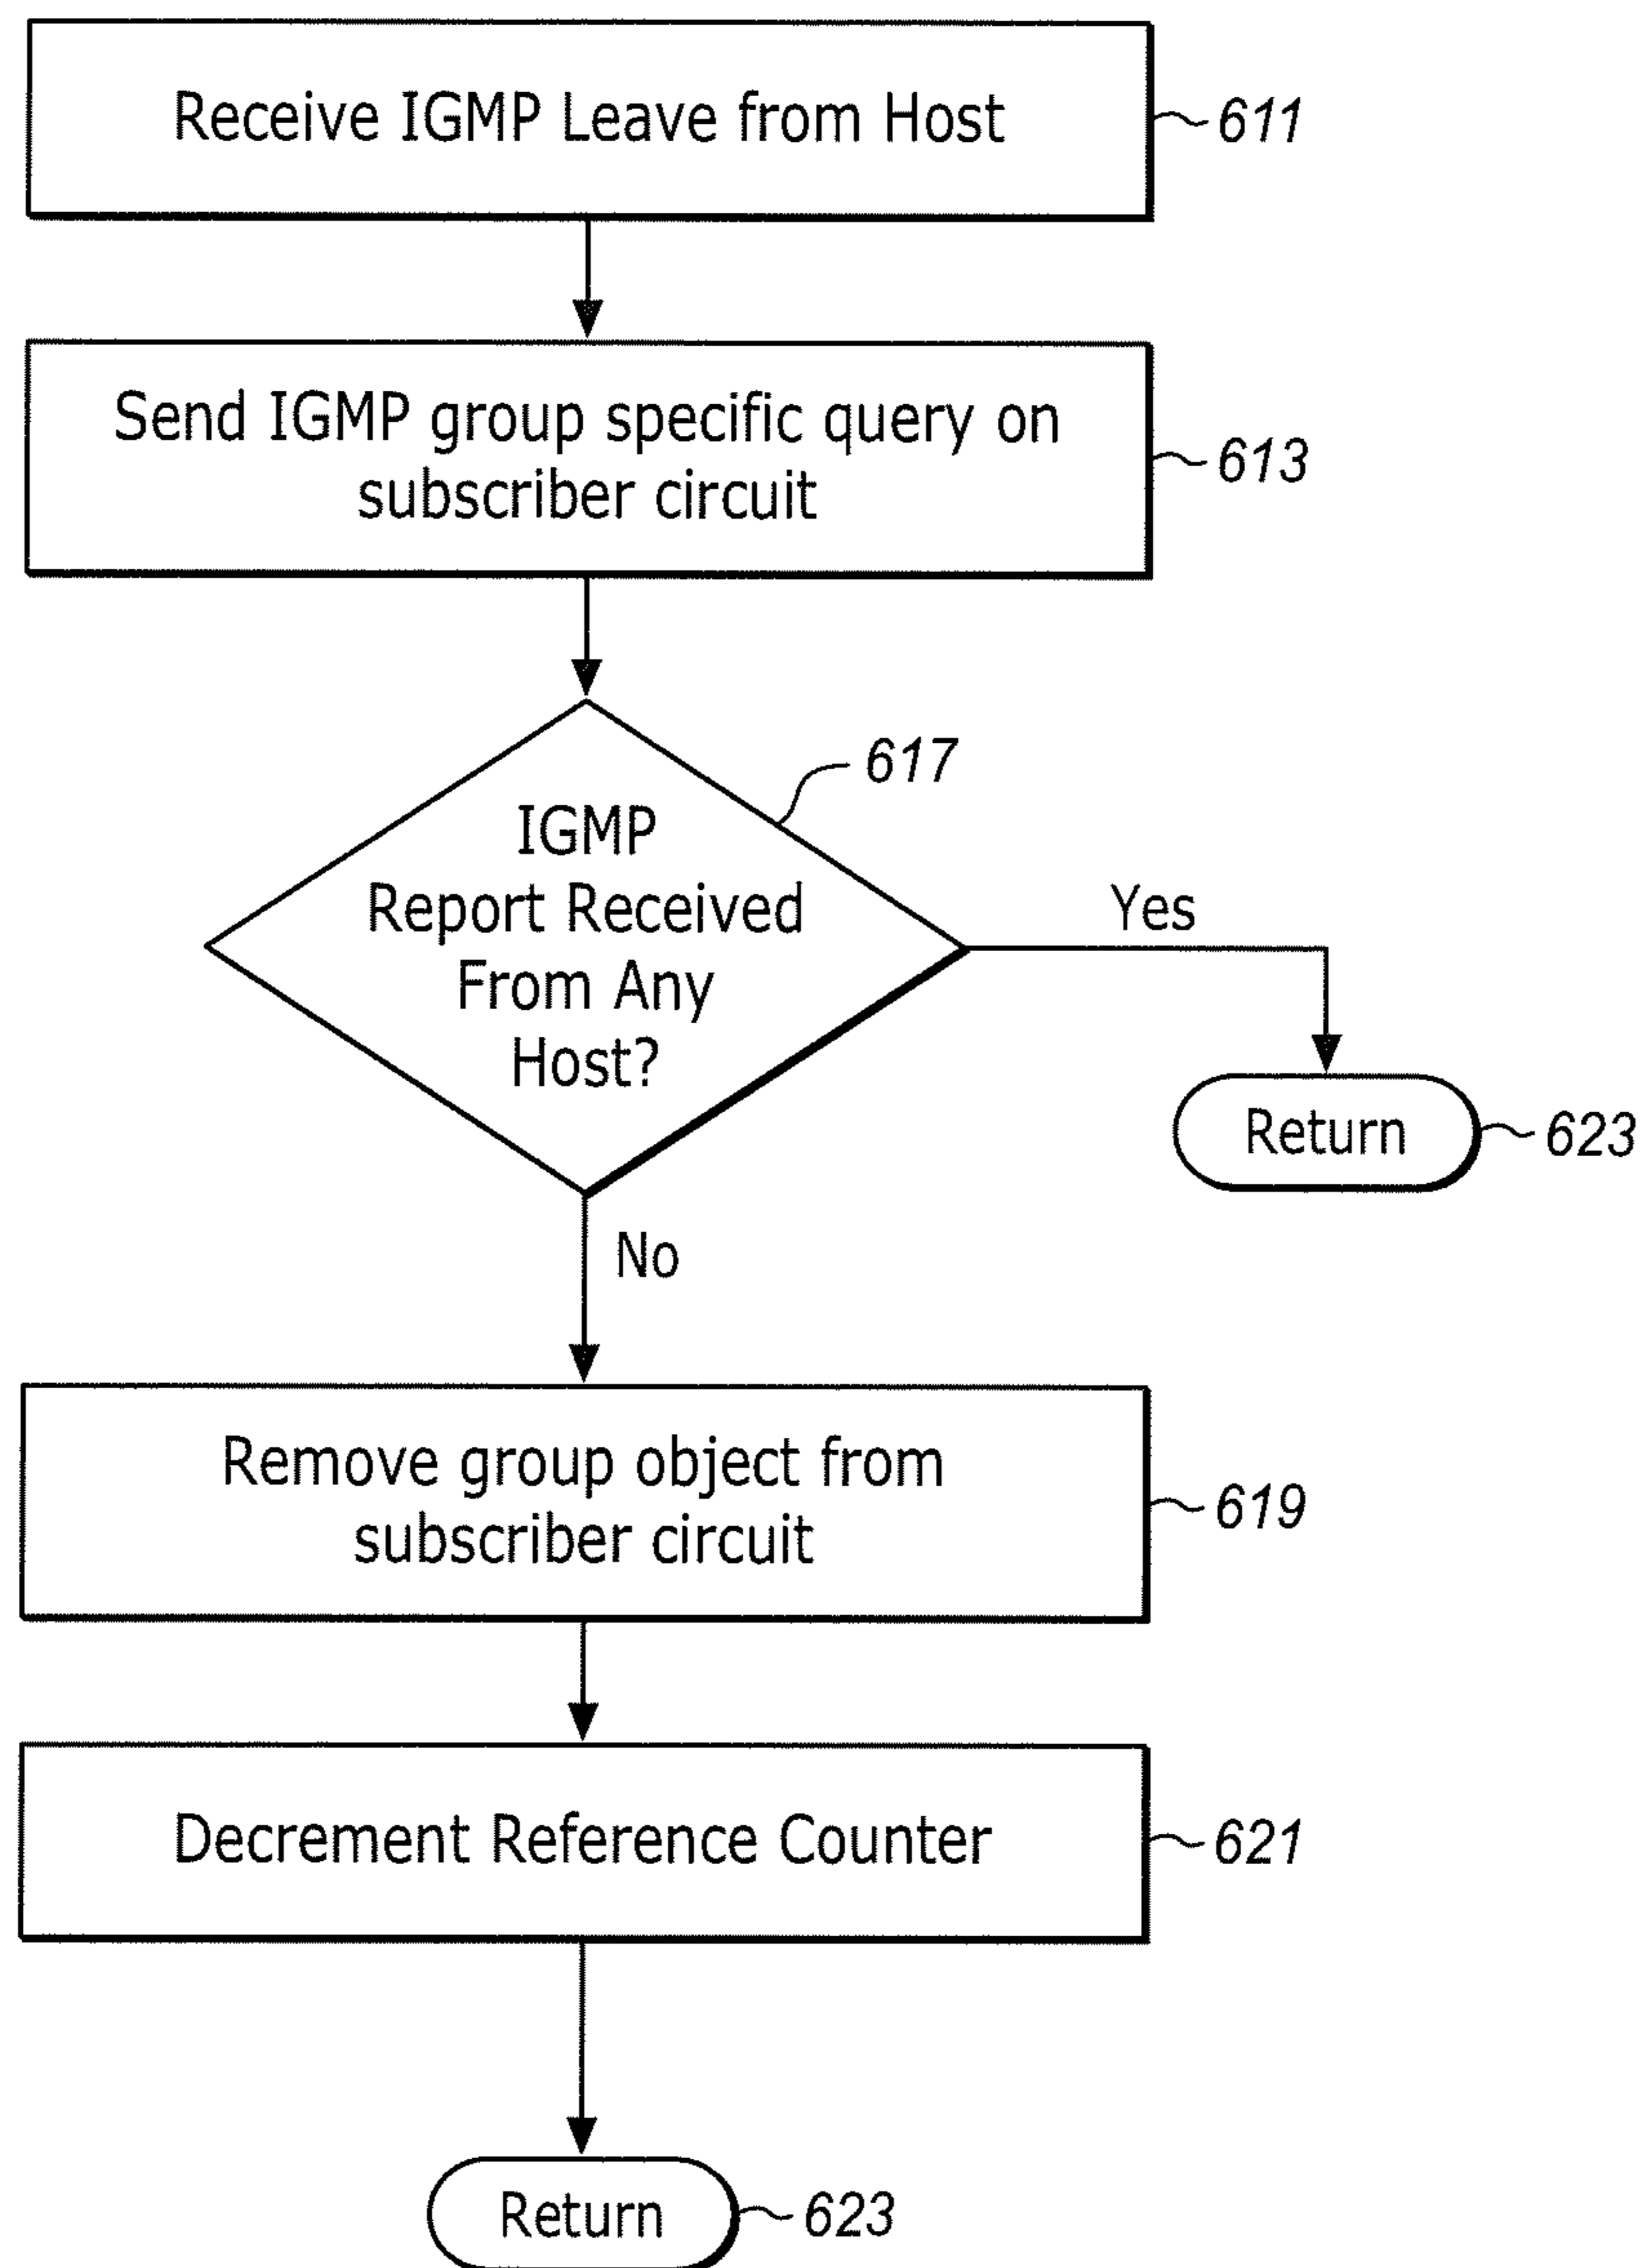 Receive IGMP Leave from Host
611
Send IGMP group specific query on
subscriber circuit
613
617
IGMP
Report Received
From Any
Host?
Yes
Return
623
No
Remove group object from
subscriber circuit
619
Decrement Reference Counter
621
Return
623